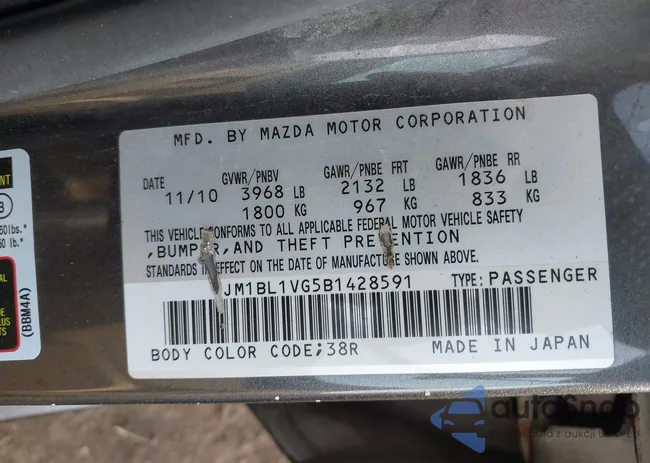 MFD. BY MAZDA MOTOR CORPORATION
DATE GVWR/PNBV GAWR/PNBE FRT GAWR/PNBE RR
11/10 3968 LB 2132 LB 1836 LB
1800 KG 967 KG 833 KG
THIS VEHICLE CONFORMS TO ALL APPLICABLE FEDERAL MOTOR VEHICLE SAFETY
,BUMPER,AND THEFT PREVENTION
STANDARDS IN EFFECT ON THE DATE OF MANUFACTURE SHOWN ABOVE.
JM1BL1VG5B1428591 TYPE: PASSENGER
BODY COLOR CODE;38R MADE IN JAPAN
(BBM4A)
autoSnap